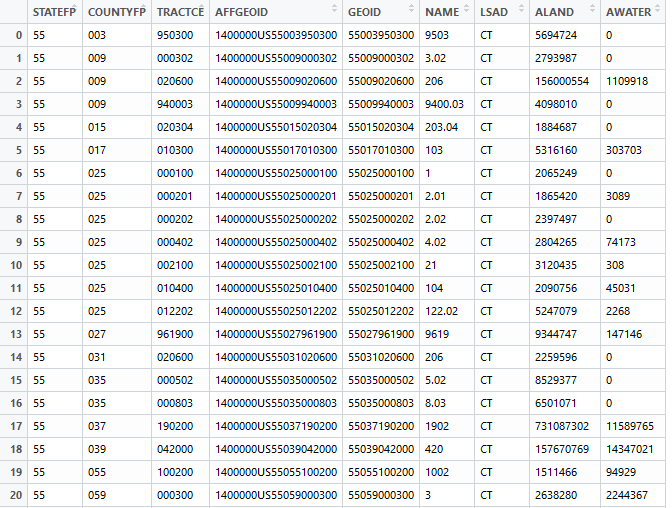 STATEFP COUNTYFP TRACTCE AFFGEOID GEOID NAME LSAD ALAND AWATER
0 55 003 950300 1400000US55003950300 55003950300 9503 CT 5694724 0
1 55 009 000302 1400000US55009000302 55009000302 3.02 CT 2793987 0
2 55 009 020600 1400000US55009020600 55009020600 206 CT 156000554 1109918
3 55 009 940003 1400000US55009940003 55009940003 9400.03 CT 4098010 0
4 55 015 020304 1400000US55015020304 55015020304 203.04 CT 1884687 0
5 55 017 010300 1400000US55017010300 55017010300 103 CT 5316160 303703
6 55 025 000100 1400000US55025000100 55025000100 1 CT 2065249 0
7 55 025 000201 1400000US55025000201 55025000201 2.01 CT 1865420 3089
8 55 025 000202 1400000US55025000202 55025000202 2.02 CT 2397497 0
9 55 025 000402 1400000US55025000402 55025000402 4.02 CT 2804265 74173
10 55 025 002100 1400000US55025002100 55025002100 21 CT 3120435 308
11 55 025 010400 1400000US55025010400 55025010400 104 CT 2090756 45031
12 55 025 012202 1400000US55025012202 55025012202 122.02 CT 5247079 2268
13 55 027 961900 1400000US55027961900 55027961900 9619 CT 9344747 147146
14 55 031 020600 1400000US55031020600 55031020600 206 CT 2259596 0
15 55 035 000502 1400000US55035000502 55035000502 5.02 CT 8529377 0
16 55 035 000803 1400000US55035000803 55035000803 8.03 CT 6501071 0
17 55 037 190200 1400000US55037190200 55037190200 1902 CT 731087302 11589765
18 55 039 042000 1400000US55039042000 55039042000 420 CT 157670769 14347021
19 55 055 100200 1400000US55055100200 55055100200 1002 CT 1511466 94929
20 55 059 000300 1400000US55059000300 55059000300 3 CT 2638280 2244367